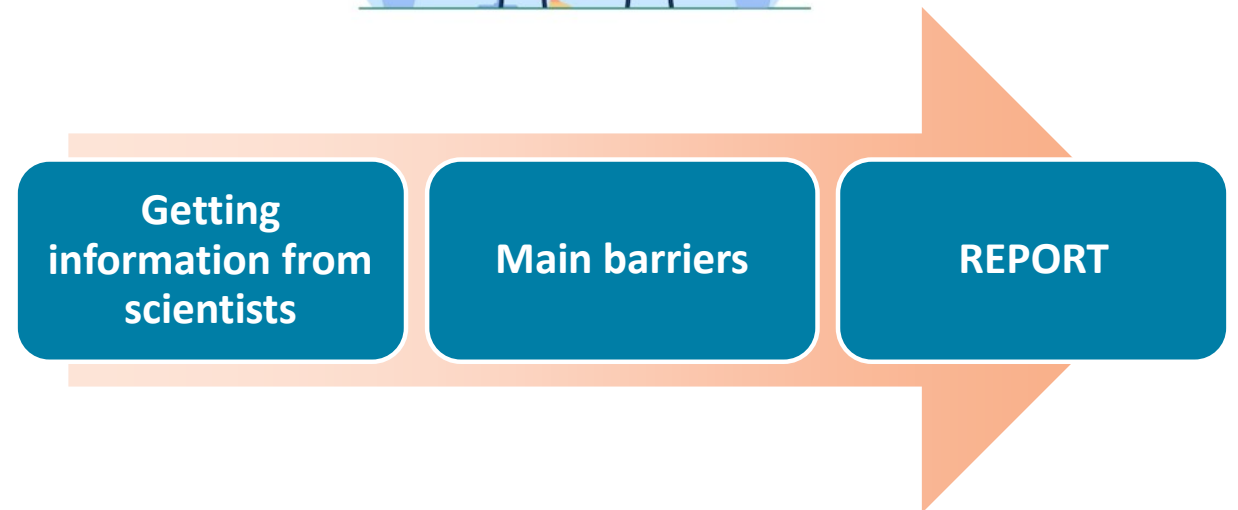 Getting
information from
scientists
Main barriers
REPORT